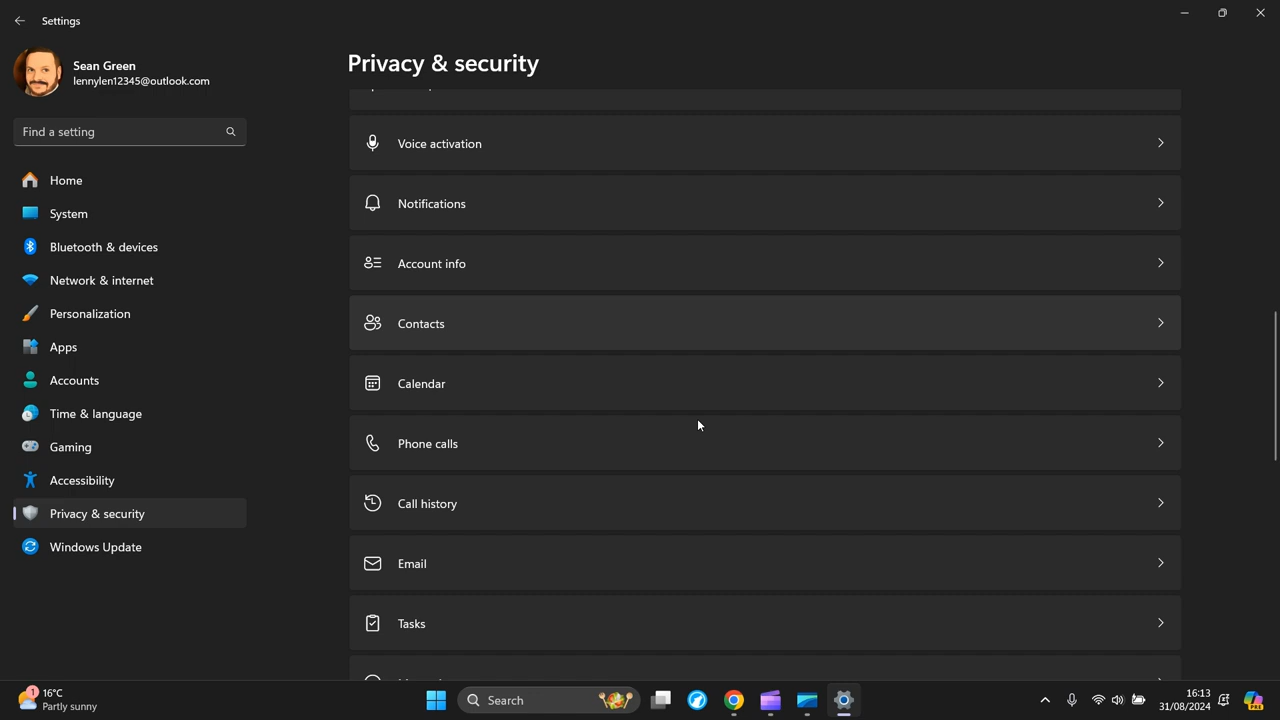 Settings
Sean Green
lennylen12345@outlook.com
Find a setting
Home
System
Bluetooth & devices
Network & internet
Personalization
Apps
Accounts
Time & language
Gaming
Accessibility
Privacy & security
Windows Update
Privacy & security
Voice activation
Notifications
Account info
Contacts
Calendar
Phone calls
Call history
Email
Tasks
1
16°C
Partly sunny
Search
16:13
31/08/2024
PRE